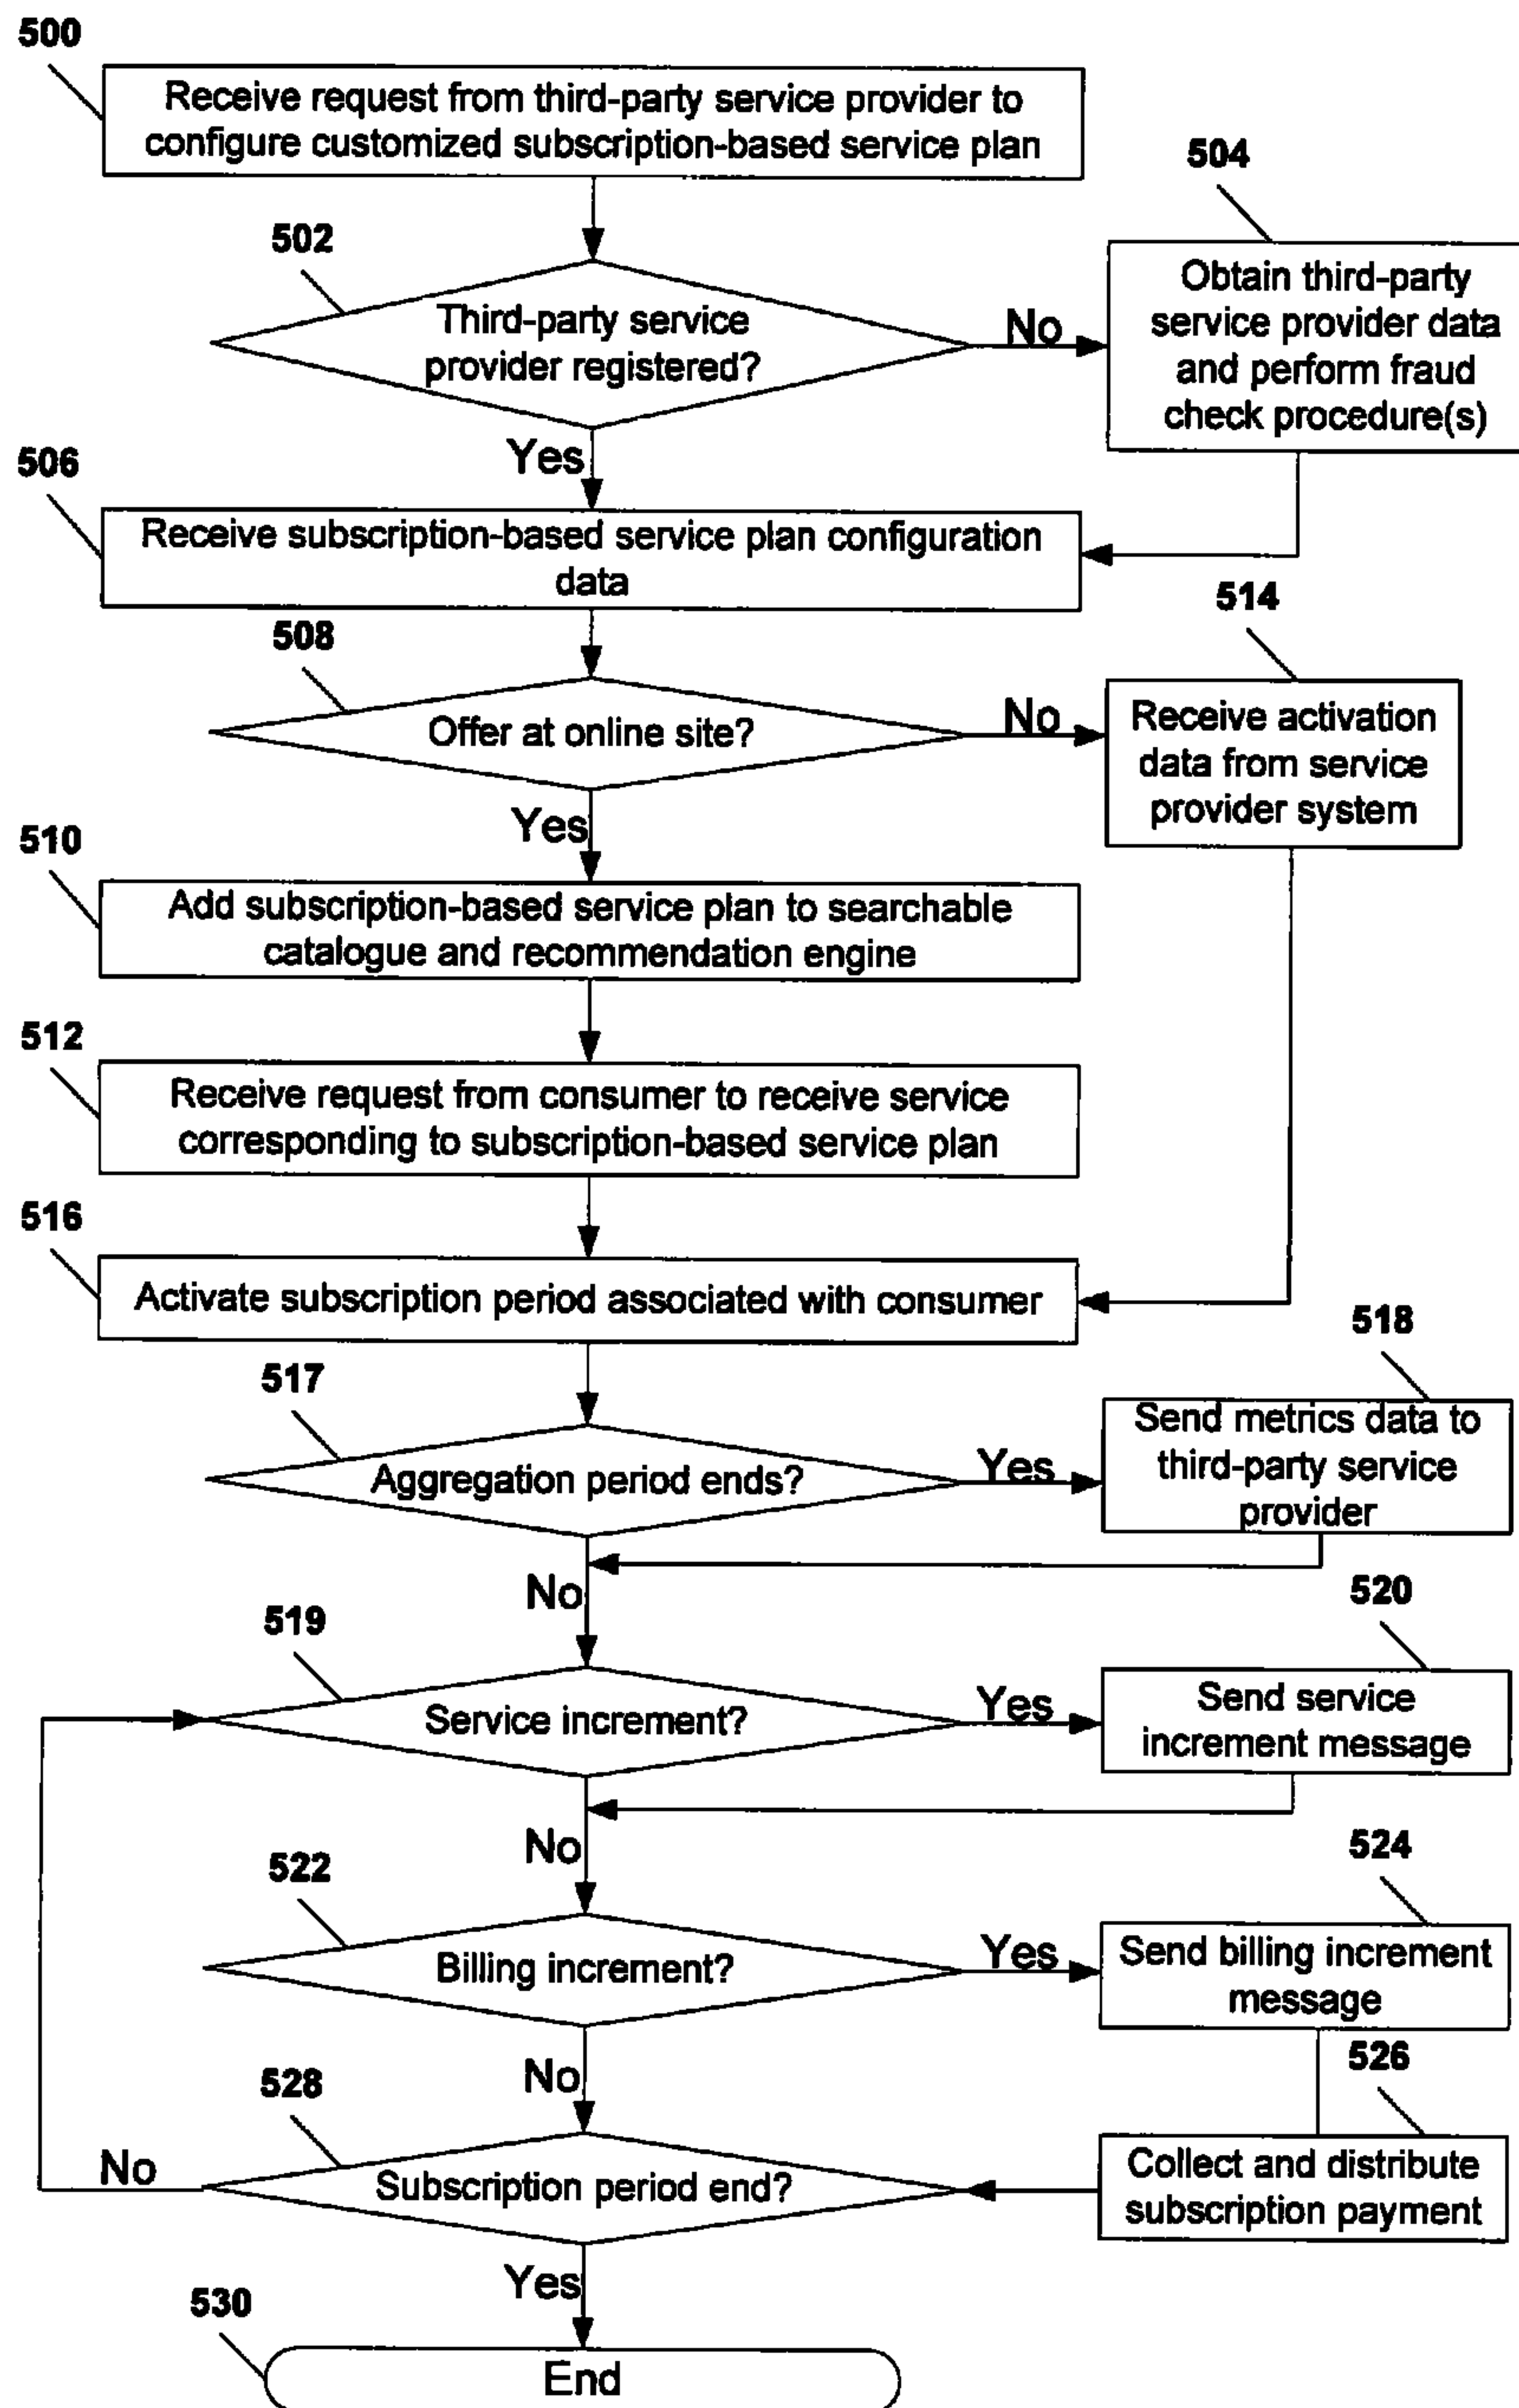 500
Receive request from third-party service provider to
configure customized subscription-based service plan
504
502
Third-party service
provider registered?
No
Obtain third-party
service provider data
and perform fraud
check procedure(s)
Yes
506
Receive subscription-based service plan configuration
data
514
508
Offer at online site?
No
Receive activation
data from service
provider system
Yes
510
Add subscription-based service plan to searchable
catalogue and recommendation engine
512
Receive request from consumer to receive service
corresponding to subscription-based service plan
516
Activate subscription period associated with consumer
518
517
Aggregation period ends?
Yes
Send metrics data to
third-party service
provider
No
520
519
Service increment?
Yes
Send service
increment message
No
524
522
Billing increment?
Yes
Send billing increment
message
No
526
528
No
Subscription period end?
Collect and distribute
subscription payment
Yes
530
End